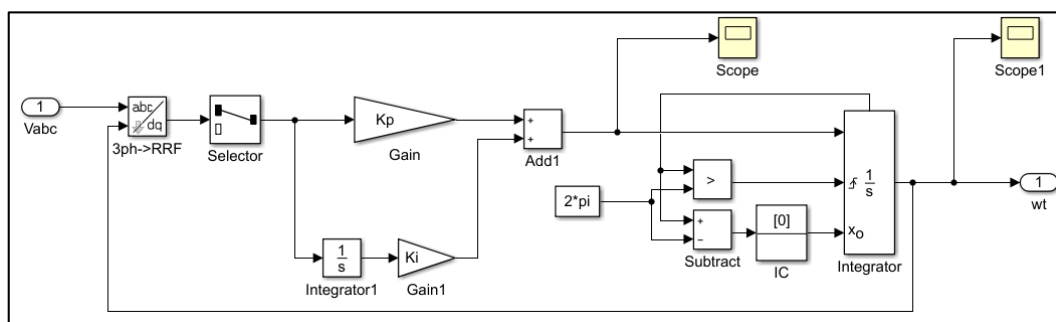 Scope
Scope1
1
Vabc
abc
dq
3ph->RRF
Selector
Kp
Gain
+
+
Add1
1
s
Integrator1
Ki
Gain1
2*pi
>
+
−
Subtract
[0]
IC
1
s
xo
Integrator
1
wt